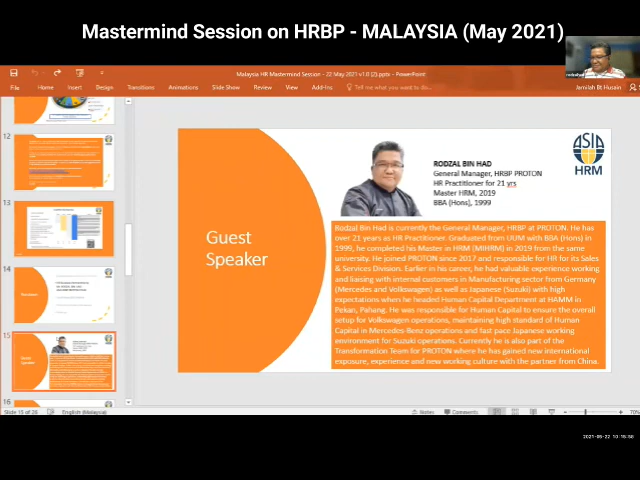 Mastermind Session on HRBP - MALAYSIA (May 2021)
Malaysia HR Mastermind Session - 22 May 2021 v1.0 (2).pptx - PowerPoint
Jamilah Bt Husain
File Home Insert Design Transitions Animations Slide Show Review View Add-ins Tell me what you want to do...
12
13
14
15
16
Guest
Speaker
RODZAL BIN HAD
General Manager, HRBP PROTON
HR Practitioner for 21 yrs
Master HRM, 2019
BBA (Hons), 1999
ASIA
HRM
Rodzal Bin Had is currently the General Manager, HRBP at PROTON. He has
over 21 years as HR Practitioner. Graduated from UUM with BBA (Hons) in
1999, he completed his Master in HRM (MIHRM) in 2019 from the same
university. He joined PROTON since 2017 and responsible for HR for its Sales
& Services Division. Earlier in his career, he had valuable experience working
and liaising with internal customers in Manufacturing sector from Germany
(Mercedes and Volkswagen) as well as Japanese (Suzuki) with high
expectations when he headed Human Capital Department at HAMM in
Pekan, Pahang. He was responsible for Human Capital to ensure the overall
setup for Volkswagen operations, maintaining high standard of Human
Capital in Mercedes-Benz operations and fast pace Japanese working
environment for Suzuki operations. Currently he is also part of the
Transformation Team for PROTON where he has gained new international
exposure, experience and new working culture with the partner from China.
Slide 15 of 26 English (Malaysia) Notes Comments 70%
2021-05-22 10:15:50